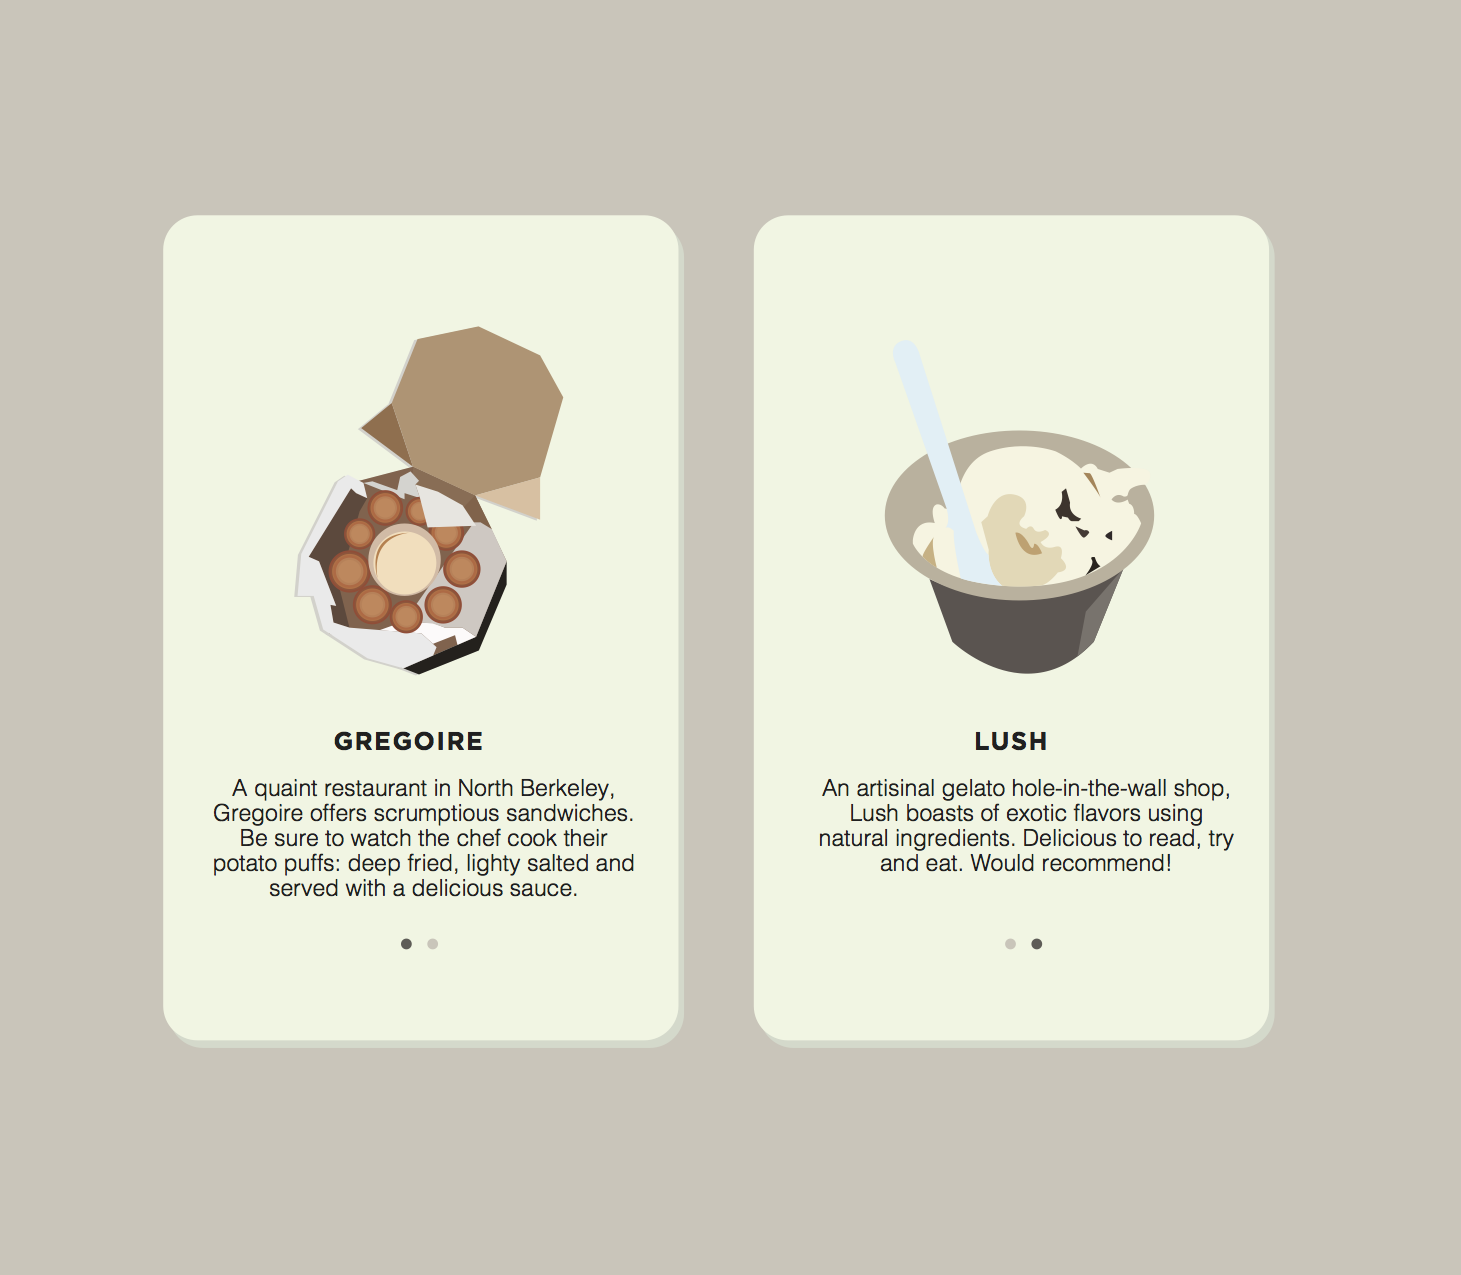 GREGOIRE
A quaint restaurant in North Berkeley,
Gregoire offers scrumptious sandwiches.
Be sure to watch the chef cook their
potato puffs: deep fried, lighty salted and
served with a delicious sauce.
LUSH
An artisinal gelato hole-in-the-wall shop,
Lush boasts of exotic flavors using
natural ingredients. Delicious to read, try
and eat. Would recommend!